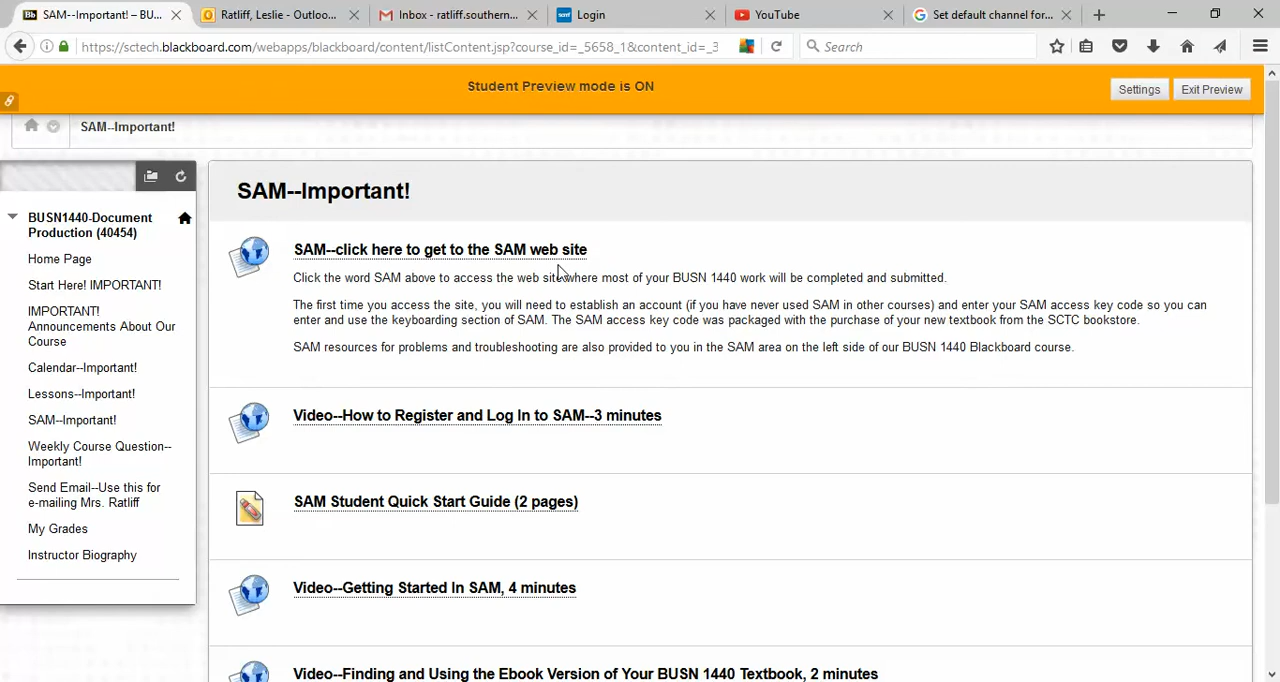 SAM--Important! – BU...
Ratliff, Leslie - Outloo...
Inbox - ratliff.southern...
Login
YouTube
Set default channel for...
https://sctech.blackboard.com/webapps/blackboard/content/listContent.jsp?course_id=_5658_1&content_id=_3
Search
Student Preview mode is ON
Settings
Exit Preview
SAM--Important!
BUSN1440-Document
Production (40454)
Home Page
Start Here! IMPORTANT!
IMPORTANT!
Announcements About Our
Course
Calendar--Important!
Lessons--Important!
SAM--Important!
Weekly Course Question--
Important!
Send Email--Use this for
e-mailing Mrs. Ratliff
My Grades
Instructor Biography
SAM--Important!
SAM--click here to get to the SAM web site
Click the word SAM above to access the web site where most of your BUSN 1440 work will be completed and submitted.
The first time you access the site, you will need to establish an account (if you have never used SAM in other courses) and enter your SAM access key code so you can
enter and use the keyboarding section of SAM. The SAM access key code was packaged with the purchase of your new textbook from the SCTC bookstore.
SAM resources for problems and troubleshooting are also provided to you in the SAM area on the left side of our BUSN 1440 Blackboard course.
Video--How to Register and Log In to SAM--3 minutes
SAM Student Quick Start Guide (2 pages)
Video--Getting Started In SAM, 4 minutes
Video--Finding and Using the Ebook Version of Your BUSN 1440 Textbook, 2 minutes